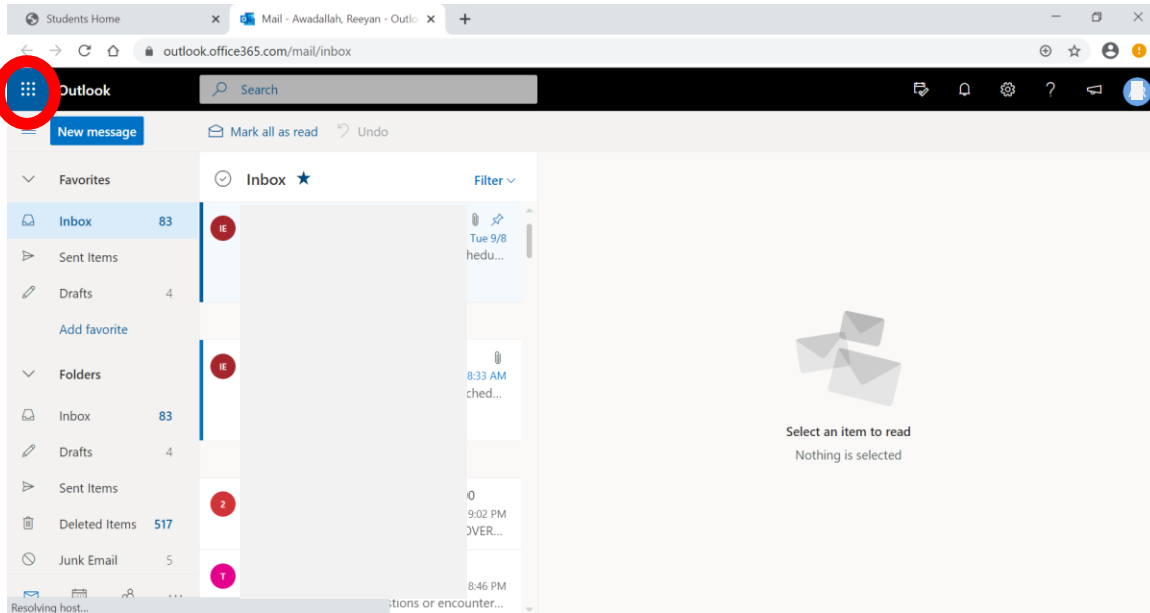 Students Home
Mail - Awadallah, Reeyan - Outlo
outlook.office365.com/mail/inbox
Outlook
Search
New message
Mark all as read
Undo
Favorites
Inbox
Filter
Inbox 83
IE
Tue 9/8
hedu...
Sent Items
Drafts 4
Add favorite
IE
8:33 AM
ched...
Folders
Inbox 83
Drafts 4
Sent Items
Deleted Items 517
Junk Email 5
2
9:02 PM
OVER...
T
8:46 PM
stions or encounter...
Select an item to read
Nothing is selected
Resolving host...